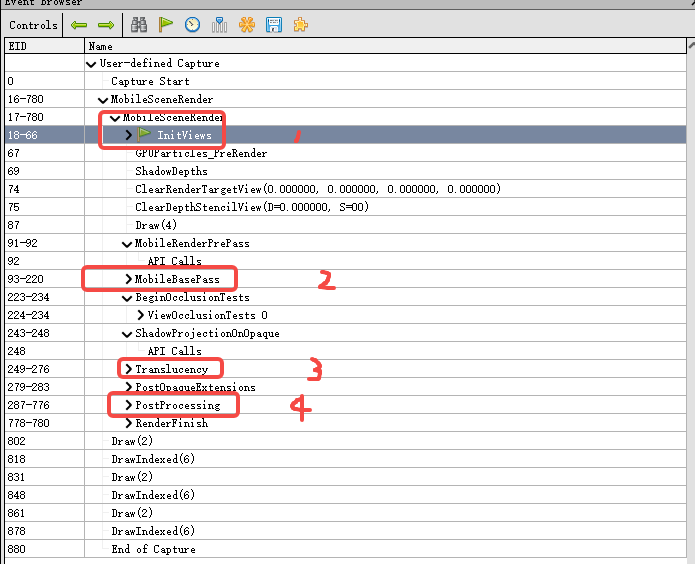 Event Browser
Controls
EID Name
User-defined Capture
0 Capture Start
16-780 MobileSceneRender
17-780 MobileSceneRender
18-66 InitViews 1
67 GPUParticles_PreRender
69 ShadowDepths
74 ClearRenderTargetView(0.000000, 0.000000, 0.000000, 0.000000)
75 ClearDepthStencilView(D=0.000000, S=00)
87 Draw(4)
91-92 MobileRenderPrePass
92 API Calls
93-220 MobileBasePass 2
223-234 BeginOcclusionTests
224-234 ViewOcclusionTests 0
243-248 ShadowProjectionOnOpaque
248 API Calls
249-276 Translucency 3
279-283 PostOpaqueExtensions
287-776 PostProcessing 4
778-780 RenderFinish
802 Draw(2)
818 DrawIndexed(6)
831 Draw(2)
848 DrawIndexed(6)
861 Draw(2)
878 DrawIndexed(6)
880 End of Capture